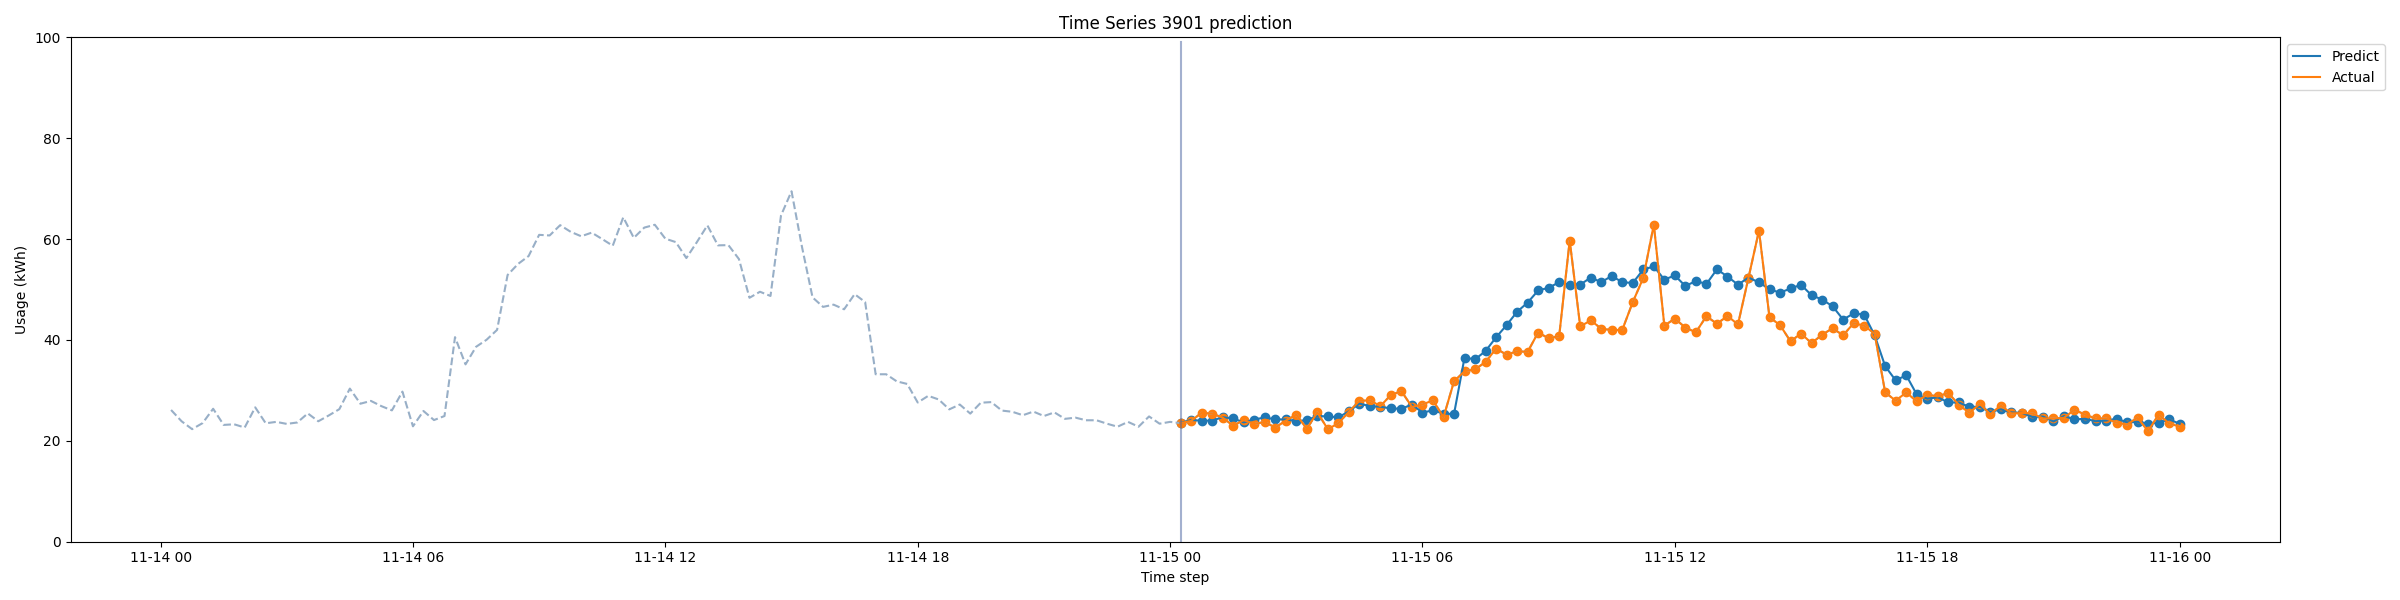 Time Series 3901 prediction
100
80
60
40
20
0
Usage (kWh)
Predict
Actual
11-14 00 11-14 06 11-14 12 11-14 18 11-15 00 11-15 06 11-15 12 11-15 18 11-16 00
Time step